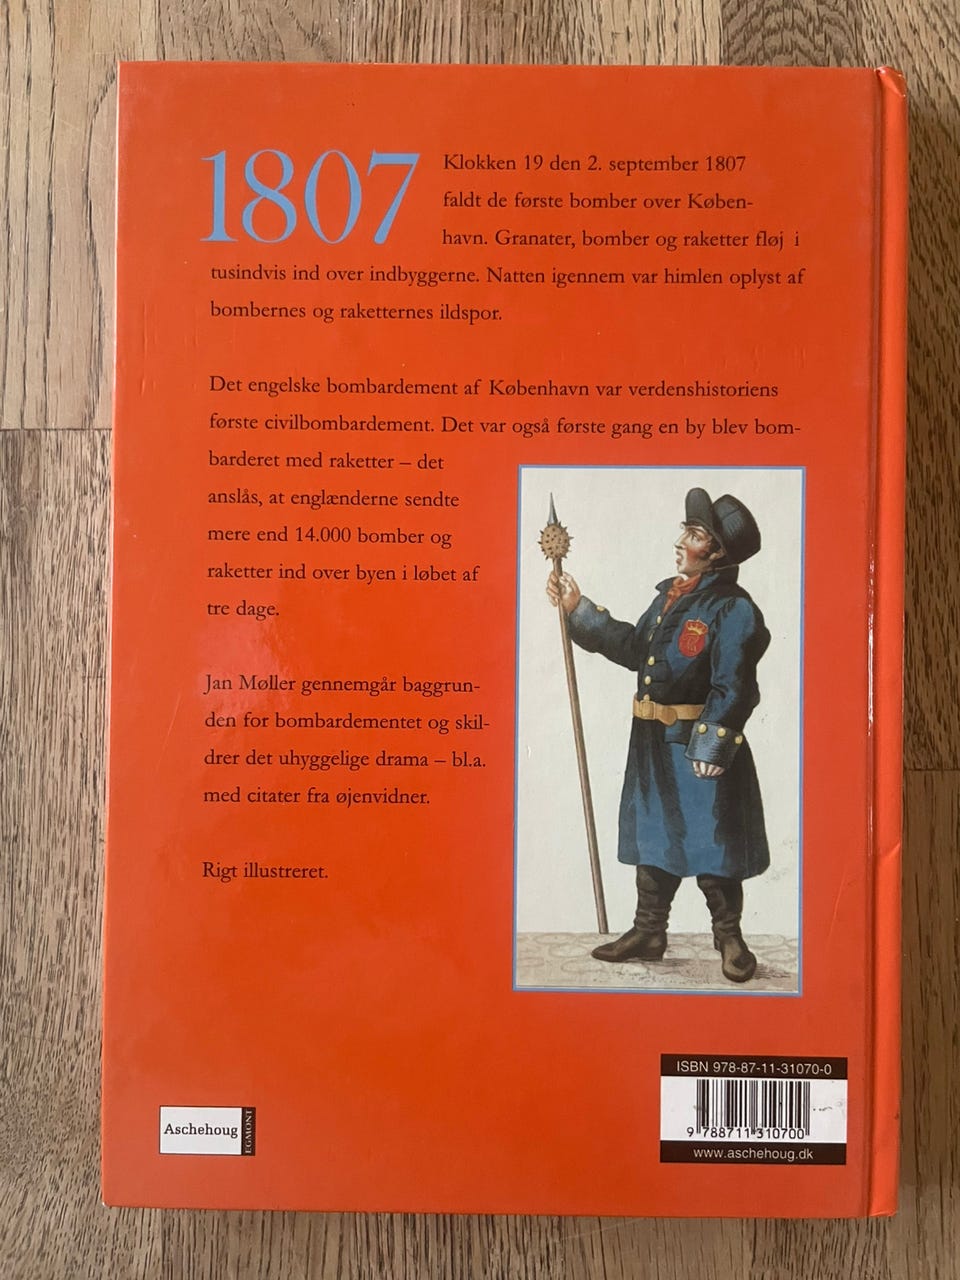 1807
Klokken 19 den 2. september 1807
faldt de første bomber over Køben-
havn. Granater, bomber og raketter fløj i
tusindvis ind over indbyggerne. Natten igennem var himlen oplyst af
bombernes og raketternes ildspor.
Det engelske bombardement af København var verdenshistoriens
første civilbombardement. Det var også første gang en by blev bom-
barderet med raketter – det
anslås, at englænderne sendte
mere end 14.000 bomber og
raketter ind over byen i løbet af
tre dage.
Jan Møller gennemgår baggrun-
den for bombardementet og skil-
drer det uhyggelige drama – bl.a.
med citater fra øjenvidner.
Rigt illustreret.
ISBN 978-87-11-31070-0
9 788711 310700
www.aschehoug.dk
Aschehoug
EGMONT